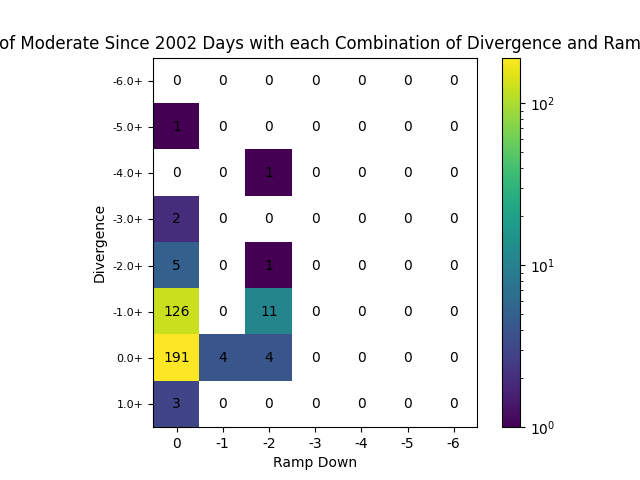 of Moderate Since 2002 Days with each Combination of Divergence and Ram
-6.0+ 0 0 0 0 0 0 0
-5.0+ 1 0 0 0 0 0 0
-4.0+ 0 0 1 0 0 0 0
-3.0+ 2 0 0 0 0 0 0
-2.0+ 5 0 1 0 0 0 0
-1.0+ 126 0 11 0 0 0 0
0.0+ 191 4 4 0 0 0 0
1.0+ 3 0 0 0 0 0 0
0 -1 -2 -3 -4 -5 -6
Ramp Down
Divergence
10²
10¹
10⁰